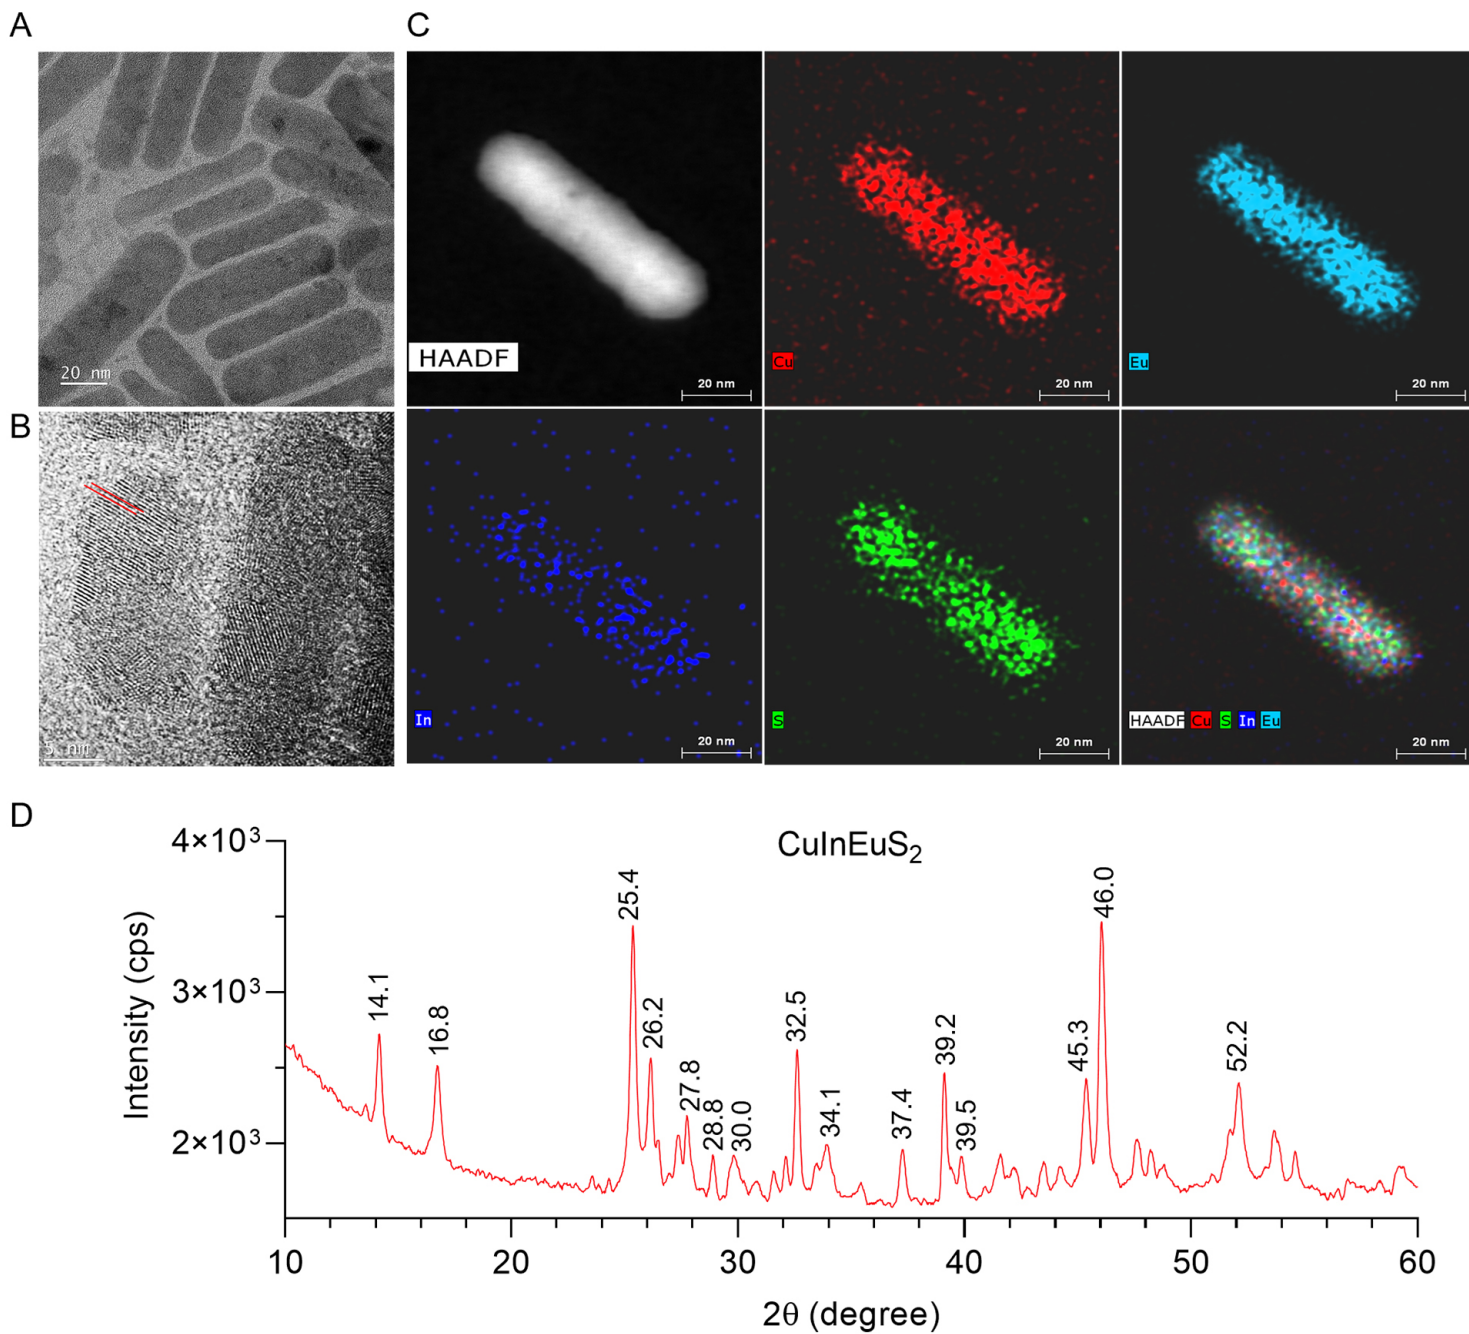 A
C
20 nm
HAADF
20 nm
Cu
20 nm
Eu
20 nm
B
5 nm
In
20 nm
S
20 nm
HAADF Cu S In Eu
20 nm
D
CuInEuS₂
4×10³
3×10³
2×10³
Intensity (cps)
14.1
16.8
25.4
26.2
27.8
28.8
30.0
32.5
34.1
37.4
39.2
39.5
45.3
46.0
52.2
10 20 30 40 50 60
2θ (degree)